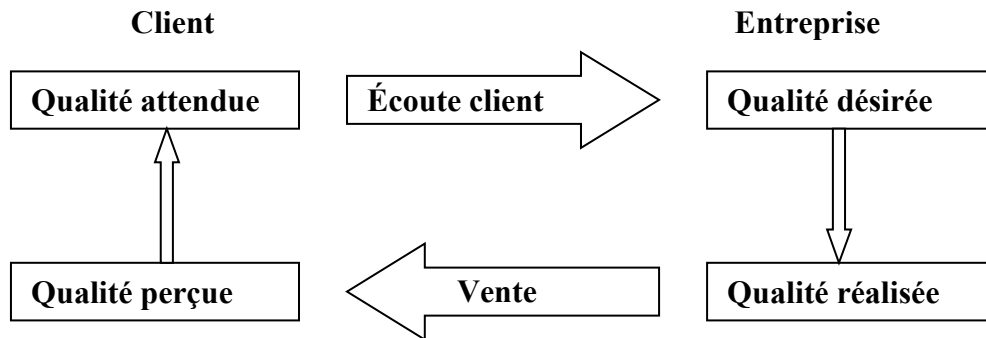 Client
Entreprise
Qualité attendue
Écoute client
Qualité désirée
Qualité perçue
Vente
Qualité réalisée